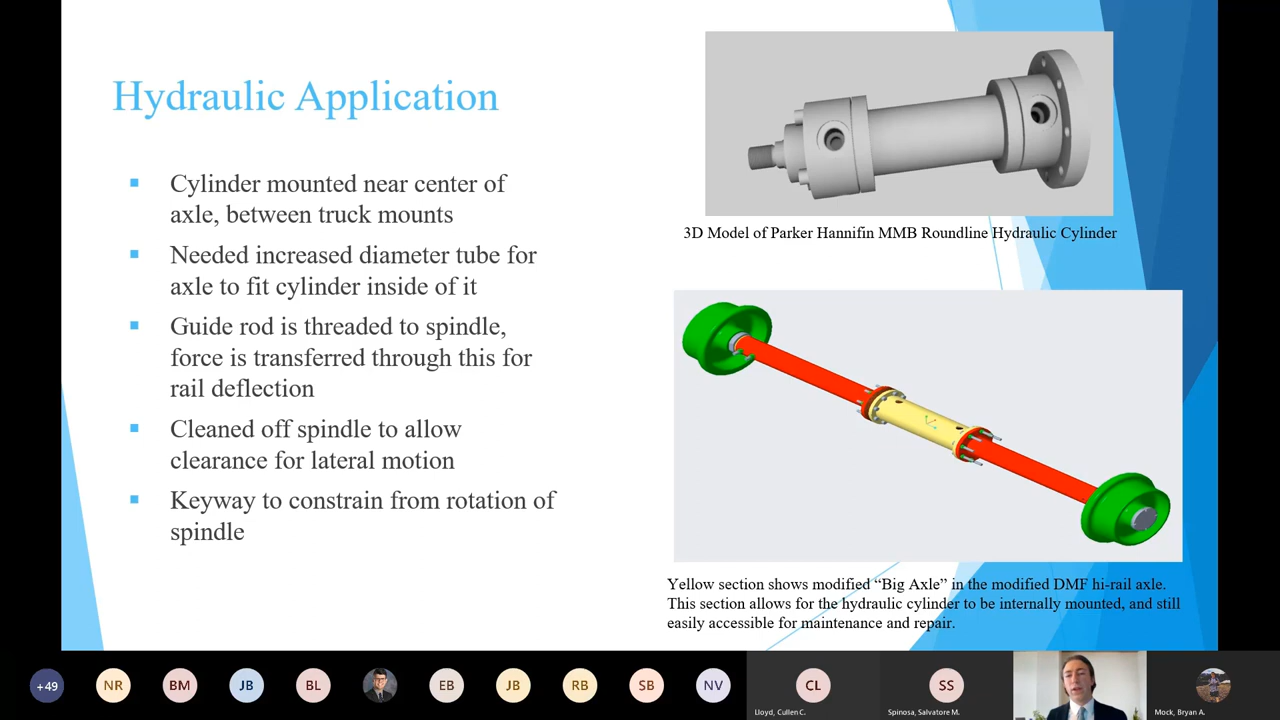 Hydraulic Application
▪ Cylinder mounted near center of
axle, between truck mounts
▪ Needed increased diameter tube for
axle to fit cylinder inside of it
▪ Guide rod is threaded to spindle,
force is transferred through this for
rail deflection
▪ Cleaned off spindle to allow
clearance for lateral motion
▪ Keyway to constrain from rotation of
spindle
3D Model of Parker Hannifin MMB Roundline Hydraulic Cylinder
Yellow section shows modified “Big Axle” in the modified DMF hi-rail axle.
This section allows for the hydraulic cylinder to be internally mounted, and still
easily accessible for maintenance and repair.
+49
NR
BM
JB
BL
EB
JB
RB
SB
NV
CL
Lloyd, Cullen C.
SS
Spinosa, Salvatore M.
Mock, Bryan A.